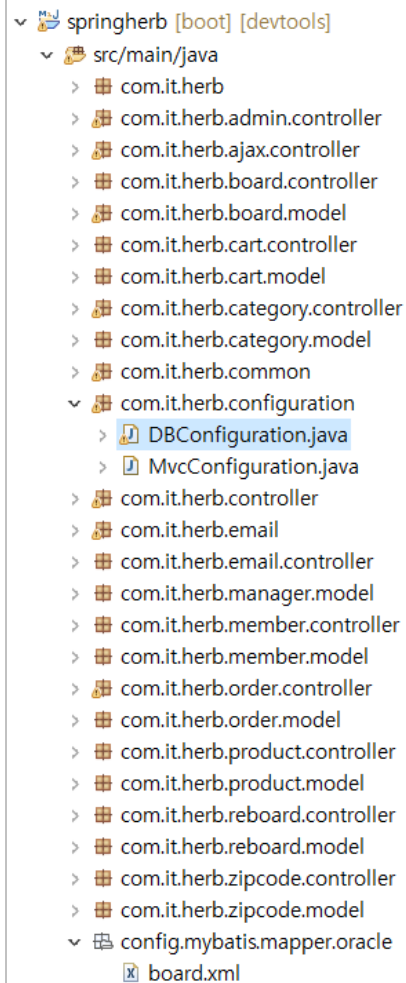 springherb [boot] [devtools]
src/main/java
com.it.herb
com.it.herb.admin.controller
com.it.herb.ajax.controller
com.it.herb.board.controller
com.it.herb.board.model
com.it.herb.cart.controller
com.it.herb.cart.model
com.it.herb.category.controller
com.it.herb.category.model
com.it.herb.common
com.it.herb.configuration
DBConfiguration.java
MvcConfiguration.java
com.it.herb.controller
com.it.herb.email
com.it.herb.email.controller
com.it.herb.manager.model
com.it.herb.member.controller
com.it.herb.member.model
com.it.herb.order.controller
com.it.herb.order.model
com.it.herb.product.controller
com.it.herb.product.model
com.it.herb.reboard.controller
com.it.herb.reboard.model
com.it.herb.zipcode.controller
com.it.herb.zipcode.model
config.mybatis.mapper.oracle
board.xml